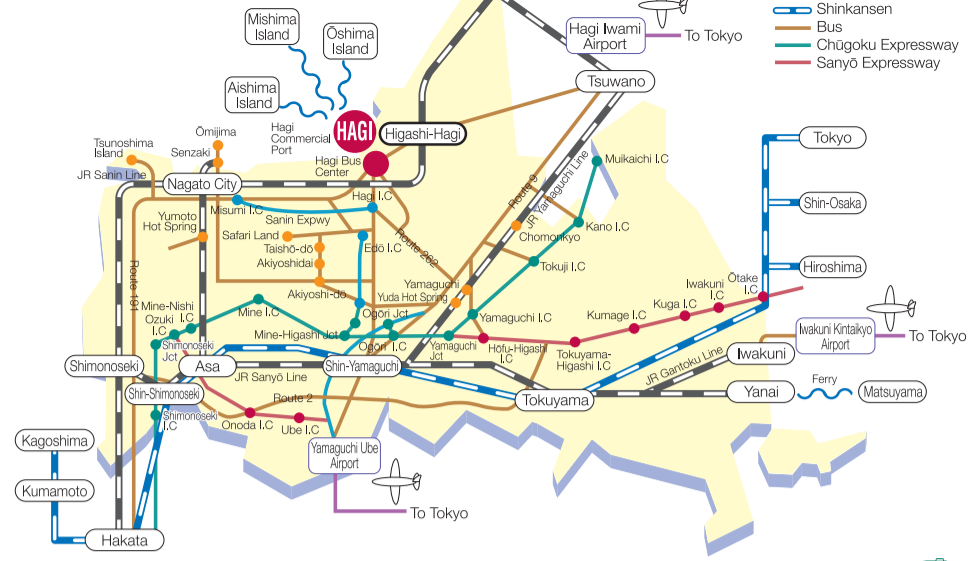 Mishima
Island
Ōshima
Island
Aishima
Island
Hagi
Commercial
Port
HAGI
Higashi-Hagi
Hagi Bus
Center
Hagi Iwami
Airport
To Tokyo
Shinkansen
Bus
Chūgoku Expressway
Sanyō Expressway
Tsuwano
Tokyo
Shin-Osaka
Hiroshima
Ōmijima
Senzaki
Tsunoshima
Island
JR Sanin Line
Nagato City
Misumi I.C
Hagi I.C
Sanin Expwy
Muikaichi I.C
Route 9
JR Yamaguchi Line
Kano I.C
Chomonkyo
Tokuji I.C
Yumoto
Hot Spring
Safari Land
Taishō-dō
Akiyoshidai
Akiyoshi-dō
Edō I.C
Route 262
Route 191
Yamaguchi
Yuda Hot Spring
Yamaguchi I.C
Mine-Nishi
I.C
Ozuki
I.C
Mine I.C
Mine-Higashi Jct
Ogōri Jct
Ogōri I.C
Yamaguchi
Jct
Hōfu-Higashi
I.C
Tokuyama-
Higashi I.C
Kumage I.C
Kuga I.C
Iwakuni
I.C
Ōtake
I.C
Iwakuni Kintaikyo
Airport
To Tokyo
Shimonoseki
Jct
Shimonoseki
Asa
Shin-Yamaguchi
Iwakuni
JR Gantoku Line
JR Sanyō Line
Shin-Shimonoseki
Route 2
Tokuyama
Yanai
Ferry
Matsuyama
Shimonoseki
I.C
Onoda I.C
Ube I.C
Yamaguchi Ube
Airport
To Tokyo
Kagoshima
Kumamoto
Hakata